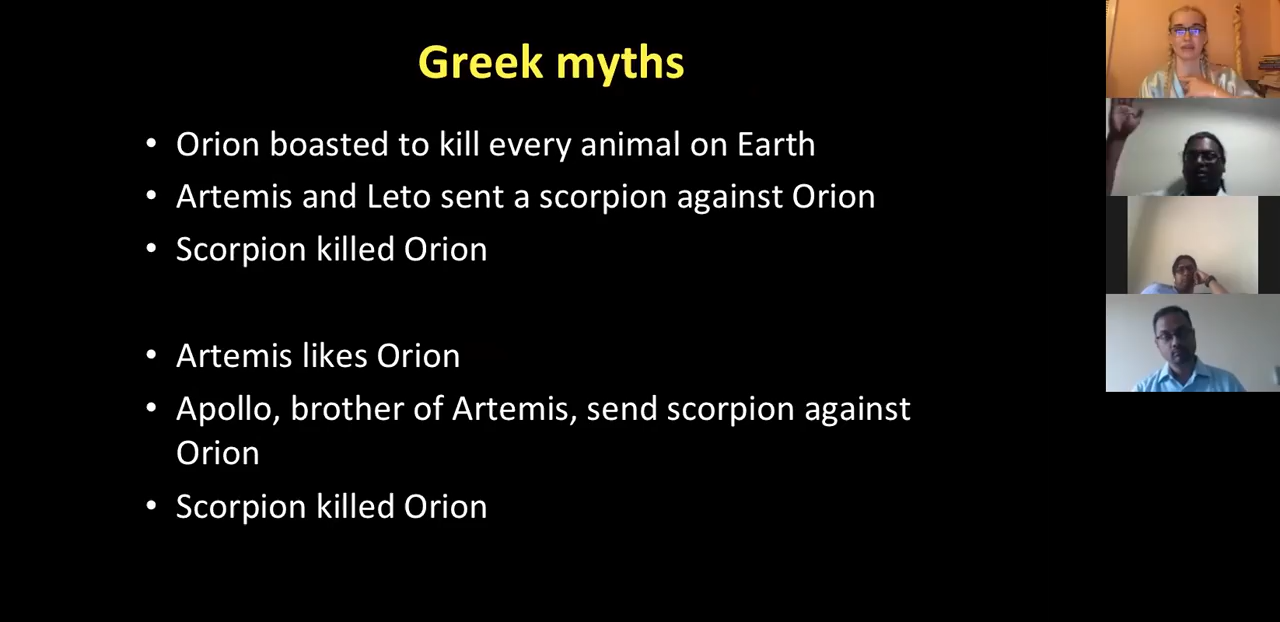 Greek myths
• Orion boasted to kill every animal on Earth
• Artemis and Leto sent a scorpion against Orion
• Scorpion killed Orion
• Artemis likes Orion
• Apollo, brother of Artemis, send scorpion against
Orion
• Scorpion killed Orion